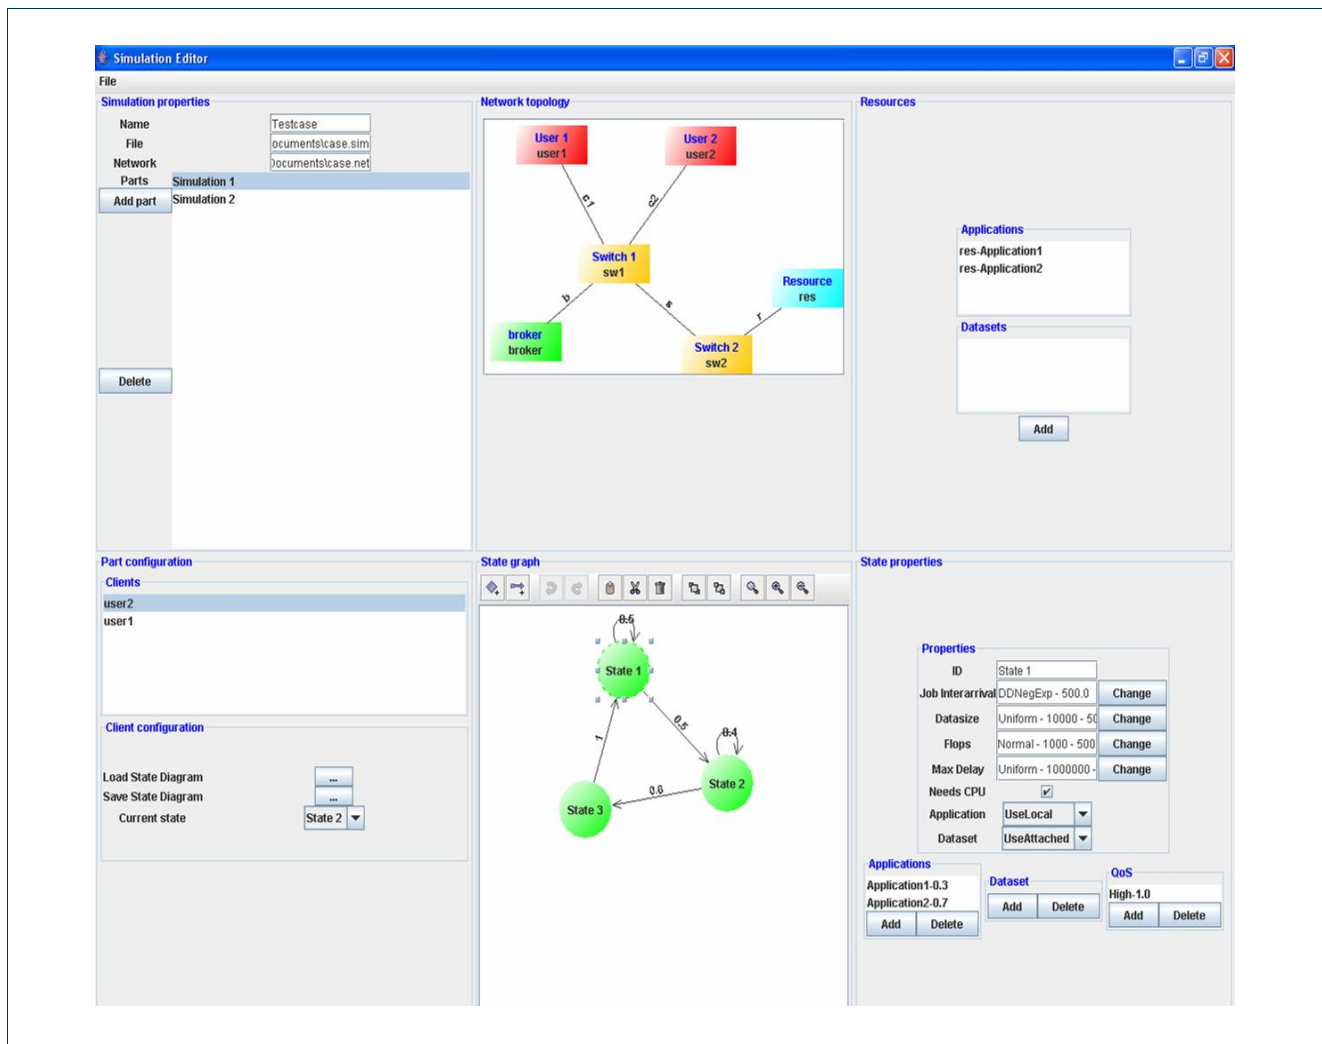 Simulation Editor
File
Simulation properties
Name Testcase
File ocuments\case.sim
Network Documents\case.net
Parts Simulation 1
Add part Simulation 2
Delete
Network topology
User 1
user1
User 2
user2
c1
c2
Switch 1
sw1
Resource
res
b
s
r
broker
broker
Switch 2
sw2
Resources
Applications
res-Application1
res-Application2
Datasets
Add
Part configuration
Clients
user2
user1
Client configuration
Load State Diagram ...
Save State Diagram ...
Current state State 2
State graph
0.5
State 1
0.5
0.4
1
State 2
0.6
State 3
State properties
Properties
ID State 1
Job Interarrival DDNegExp - 500.0 Change
Datasize Uniform - 10000 - 50 Change
Flops Normal - 1000 - 500 Change
Max Delay Uniform - 1000000 - Change
Needs CPU
Application UseLocal
Dataset UseAttached
Applications
Application1-0.3
Application2-0.7
Add Delete
Dataset
Add Delete
QoS
High-1.0
Add Delete